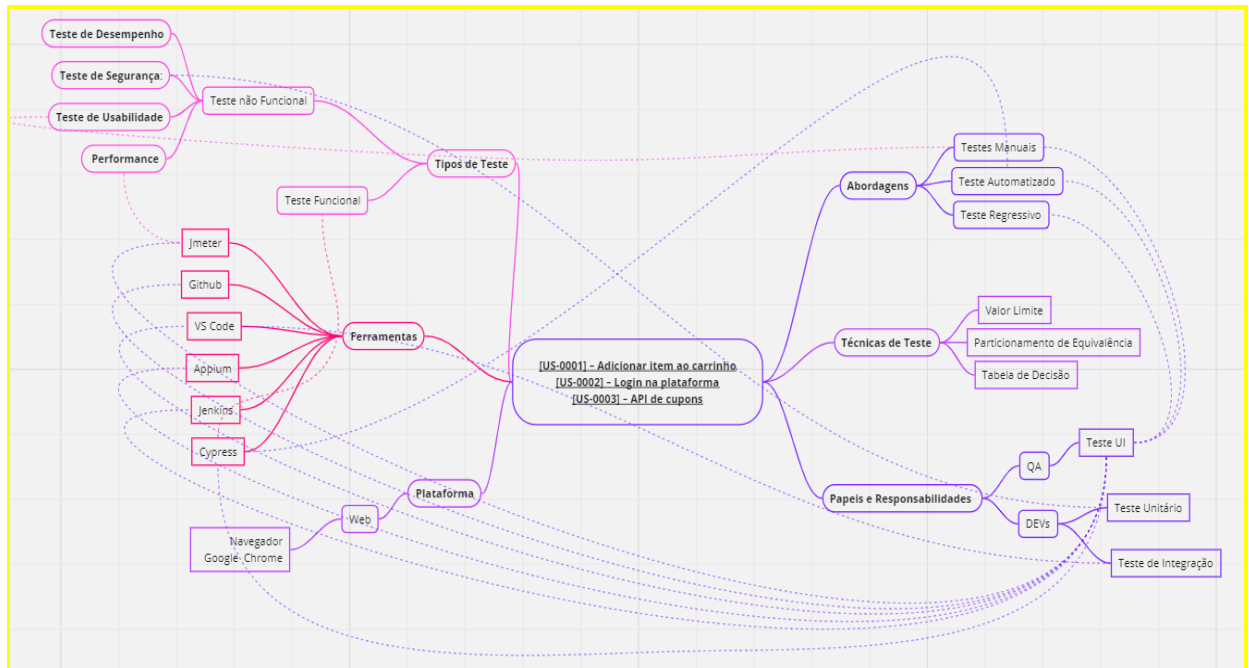 Teste de Desempenho
Teste de Segurança:
Teste de Usabilidade
Performance
Teste não Funcional
Teste Funcional
Tipos de Teste
Jmeter
Github
VS Code
Appium
Jenkins
Cypress
Ferramentas
Plataforma
Web
Navegador
Google Chrome
[US-0001] – Adicionar item ao carrinho
[US-0002] – Login na plataforma
[US-0003] – API de cupons
Abordagens
Testes Manuais
Teste Automatizado
Teste Regressivo
Técnicas de Teste
Valor Limite
Particionamento de Equivalência
Tabela de Decisão
Papeis e Responsabilidades
QA
Teste UI
DEVs
Teste Unitário
Teste de Integração